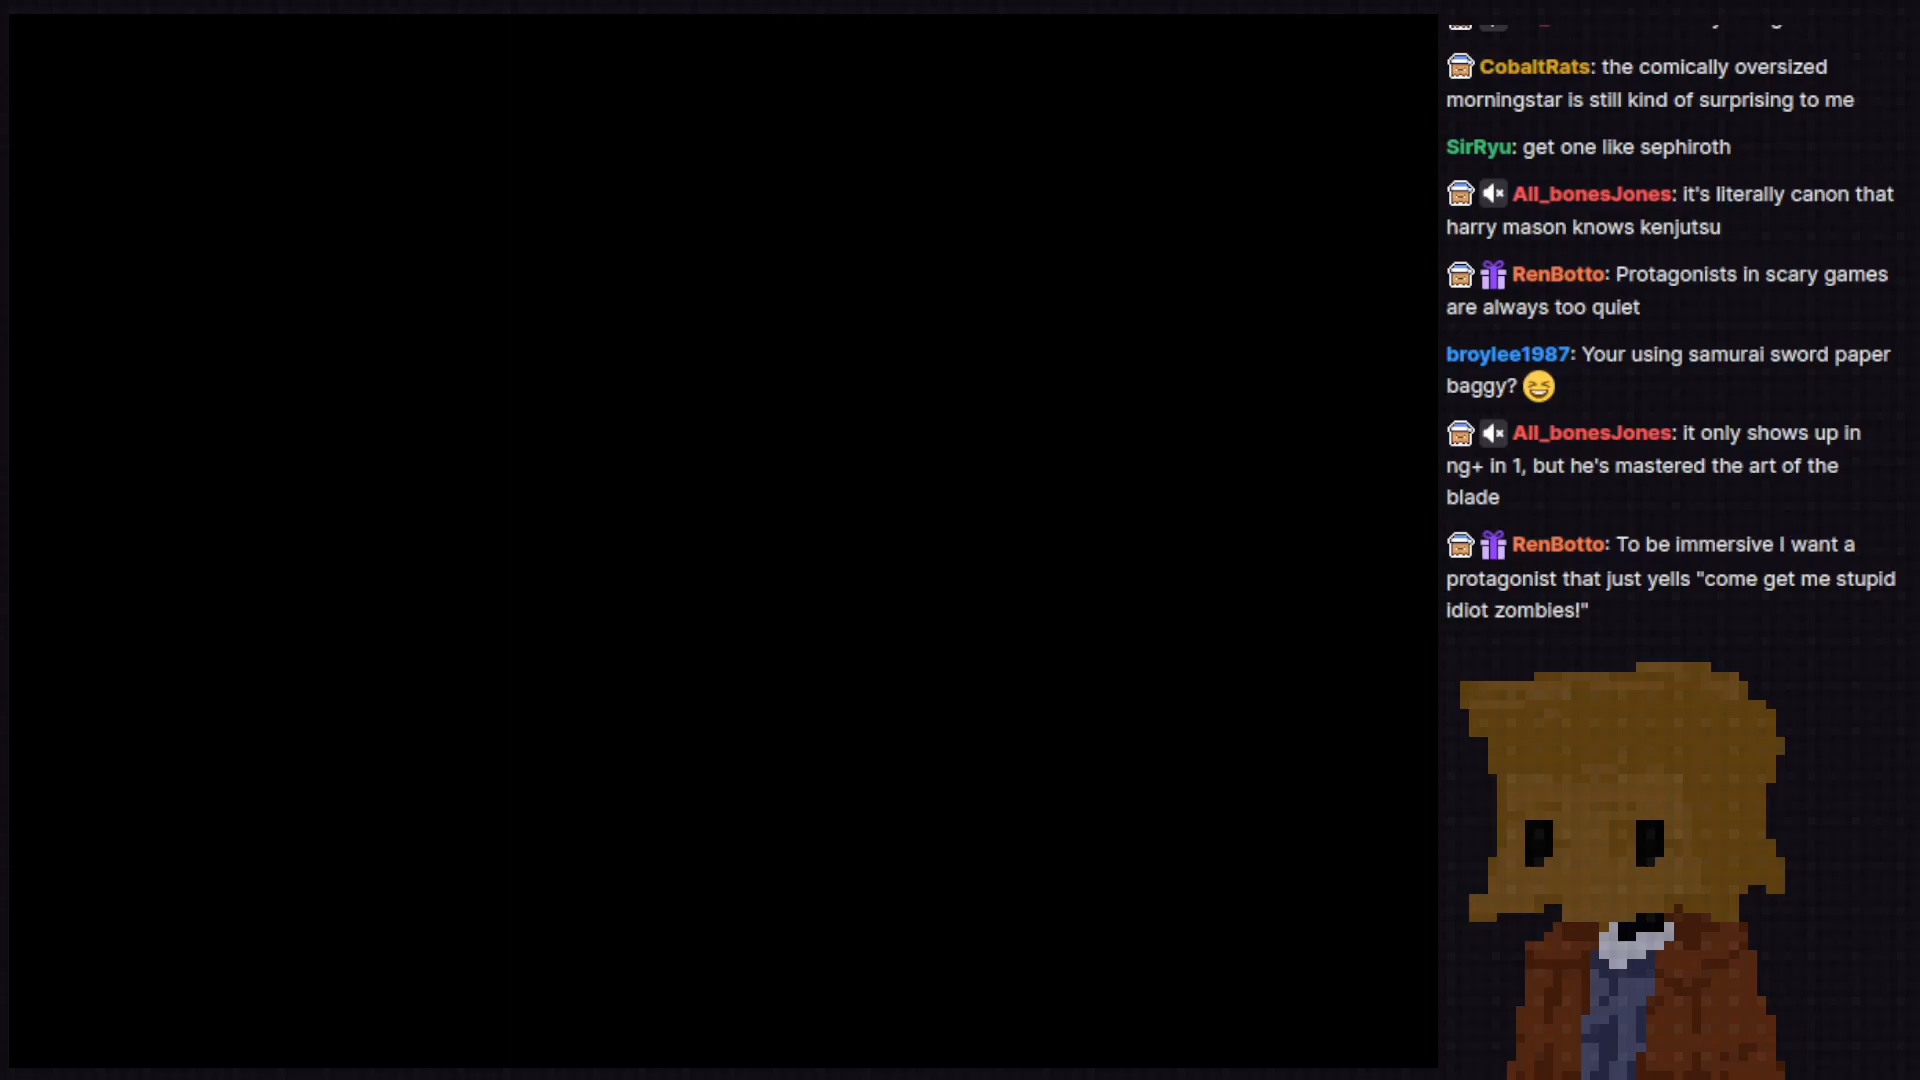 CobaltRats: the comically oversized
morningstar is still kind of surprising to me
SirRyu: get one like sephiroth
All_bonesJones: it's literally canon that
harry mason knows kenjutsu
RenBotto: Protagonists in scary games
are always too quiet
broylee1987: Your using samurai sword paper
baggy?
All_bonesJones: it only shows up in
ng+ in 1, but he's mastered the art of the
blade
RenBotto: To be immersive I want a
protagonist that just yells "come get me stupid
idiot zombies!"